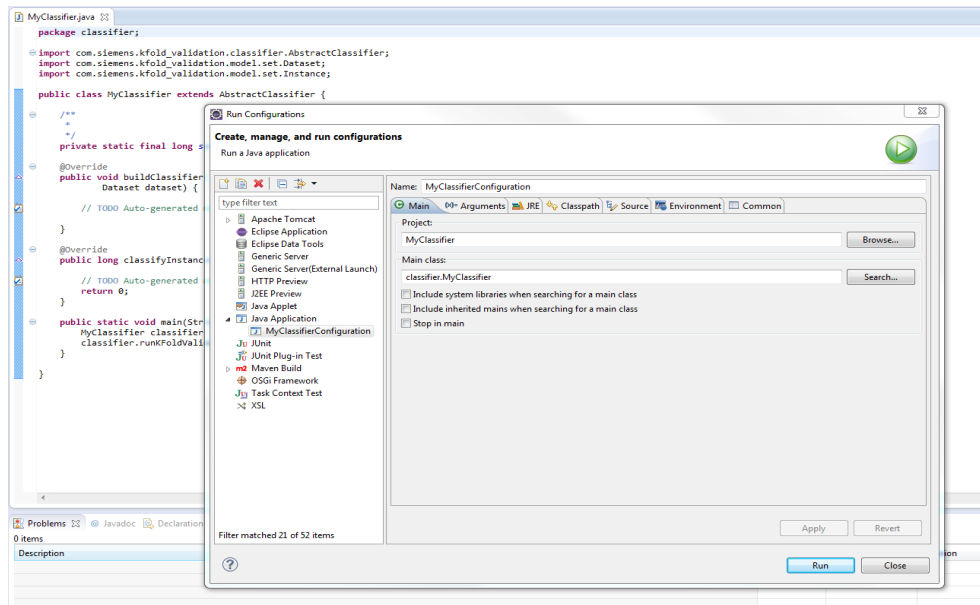 MyClassifier.java
package classifier;
import com.siemens.kfold_validation.classifier.AbstractClassifier;
import com.siemens.kfold_validation.model.set.Dataset;
import com.siemens.kfold_validation.model.set.Instance;
public class MyClassifier extends AbstractClassifier {
/**
*
*/
private static final long s
@Override
public void buildClassifier
Dataset dataset) {
// TODO Auto-generated
}
@Override
public long classifyInstanc
// TODO Auto-generated
return 0;
}
public static void main(Str
MyClassifier classifier
classifier.runKFoldVali
}
}
Run Configurations
Create, manage, and run configurations
Run a Java application
type filter text
Apache Tomcat
Eclipse Application
Eclipse Data Tools
Generic Server
Generic Server(External Launch)
HTTP Preview
J2EE Preview
Java Applet
Java Application
MyClassifierConfiguration
JUnit
JUnit Plug-in Test
Maven Build
OSGi Framework
Task Context Test
XSL
Filter matched 21 of 52 items
Name: MyClassifierConfiguration
Main Arguments JRE Classpath Source Environment Common
Project:
MyClassifier Browse...
Main class:
classifier.MyClassifier Search...
Include system libraries when searching for a main class
Include inherited mains when searching for a main class
Stop in main
Apply Revert
Run Close
Problems @ Javadoc Declaration
0 items
Description ion